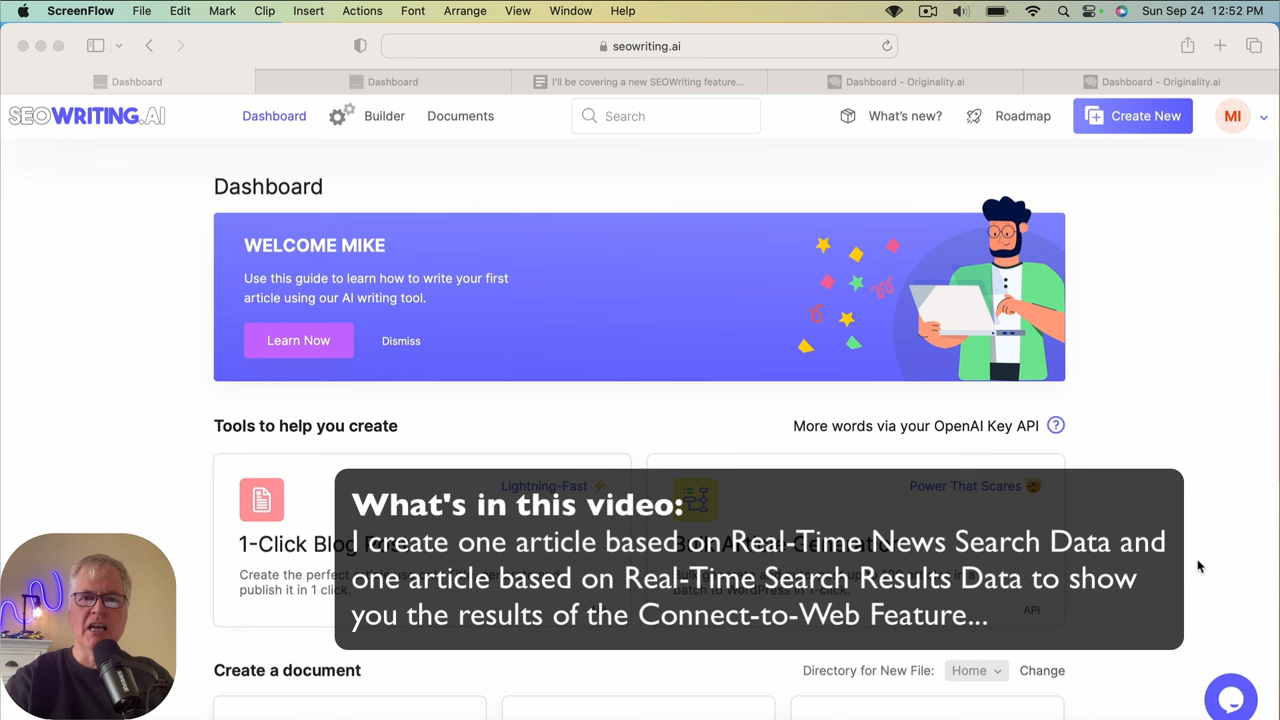 ScreenFlow File Edit Mark Clip Insert Actions Font Arrange View Window Help Sun Sep 24 12:52 PM
seowriting.ai
Dashboard Dashboard I'll be covering a new SEOWriting feature... Dashboard - Originality.ai Dashboard - Originality.ai
SEOWRITING.AI Dashboard Builder Documents Search What's new? Roadmap Create New MI
Dashboard
WELCOME MIKE
Use this guide to learn how to write your first
article using our AI writing tool.
Learn Now Dismiss
Tools to help you create More words via your OpenAI Key API ?
Lightning-Fast ⚡ Power That Scares 🤯
What's in this video:
I create one article based on Real-Time News Search Data and
one article based on Real-Time Search Results Data to show
you the results of the Connect-to-Web Feature...
1-Click Blog
Create the perfect
publish it in 1 click.
API
Create a document Directory for New File: Home Change